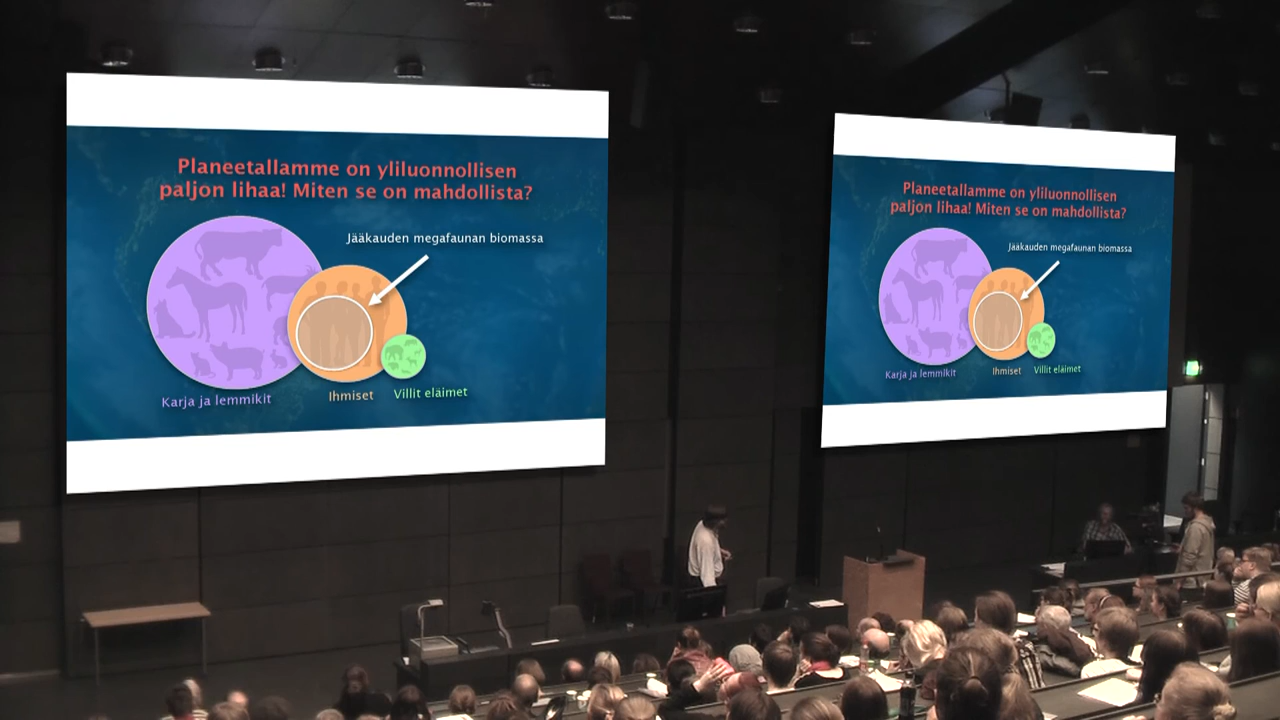 Planeetallamme on yliluonnollisen
paljon lihaa! Miten se on mahdollista?
Jääkauden megafaunan biomassa
Karja ja lemmikit
Ihmiset
Villit eläimet
Planeetallamme on yliluonnollisen
paljon lihaa! Miten se on mahdollista?
Jääkauden megafaunan biomassa
Karja ja lemmikit
Ihmiset
Villit eläimet